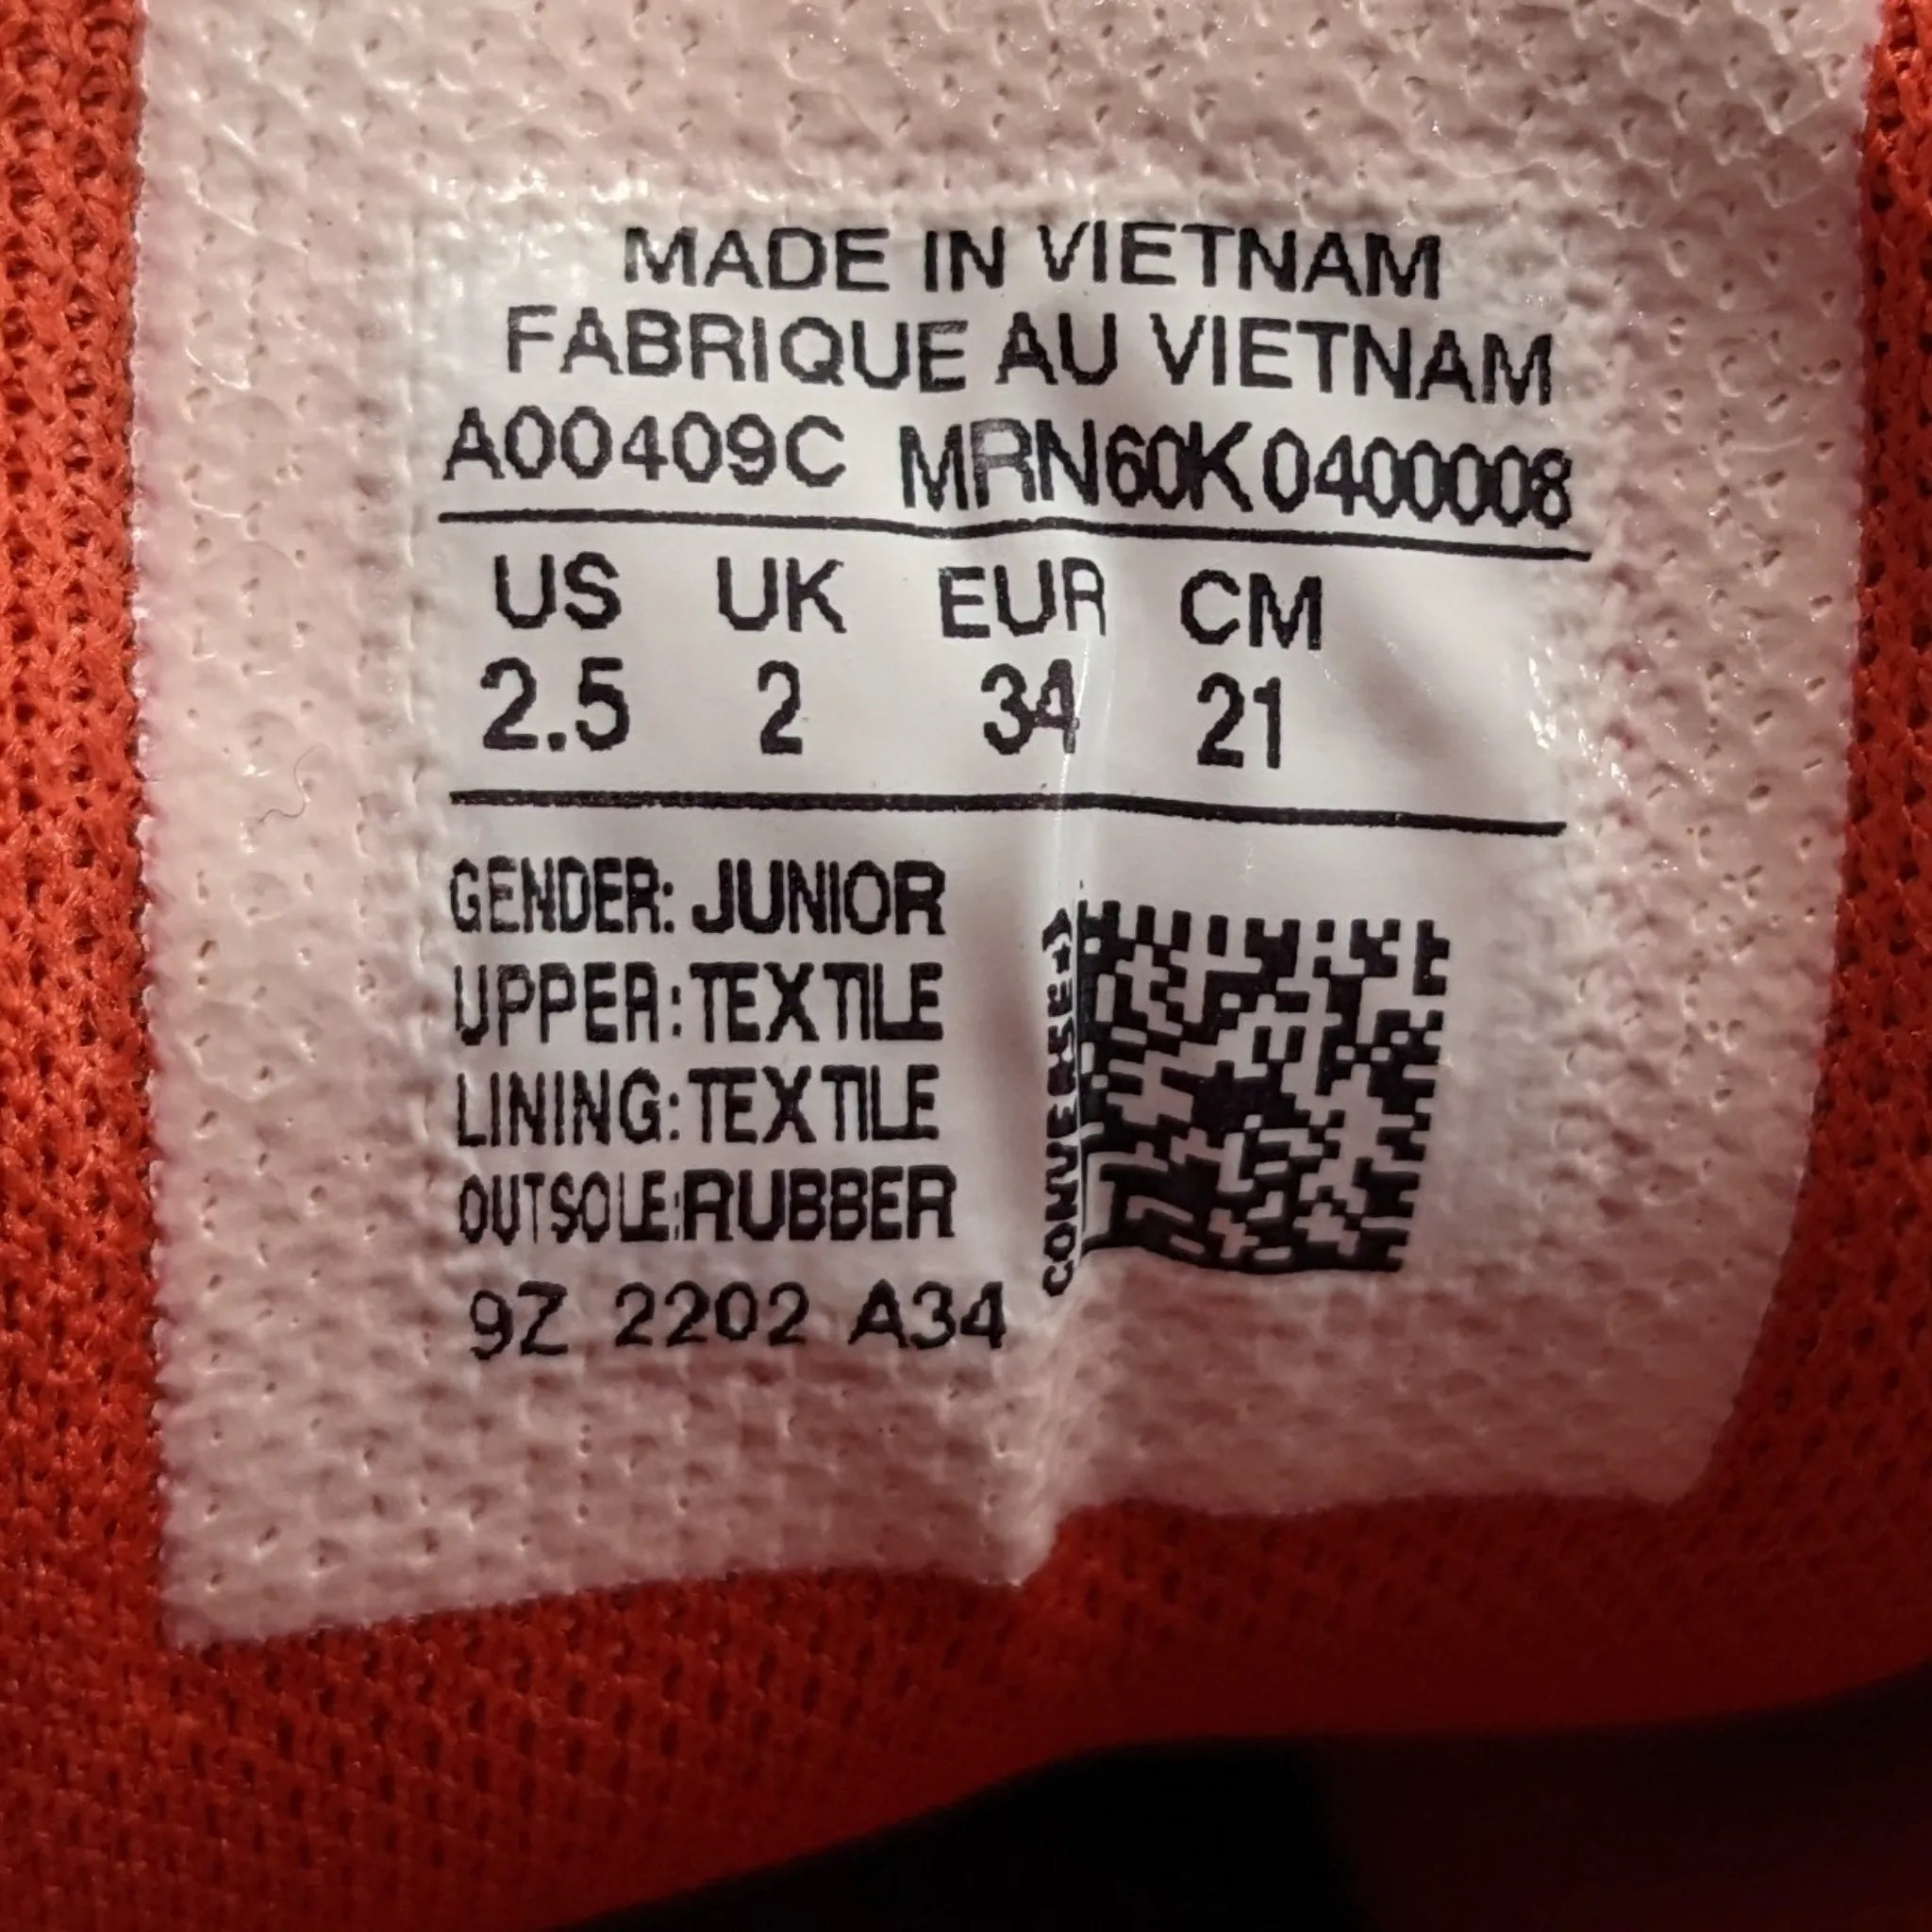 MADE IN VIETNAM
FABRIQUE AU VIETNAM
A00409C MRN60K0400008
US UK EUR CM
2.5 2 34 21
GENDER: JUNIOR
UPPER:TEXTILE
LINING:TEXTILE
OUTSOLE:RUBBER
9Z 2202 A34